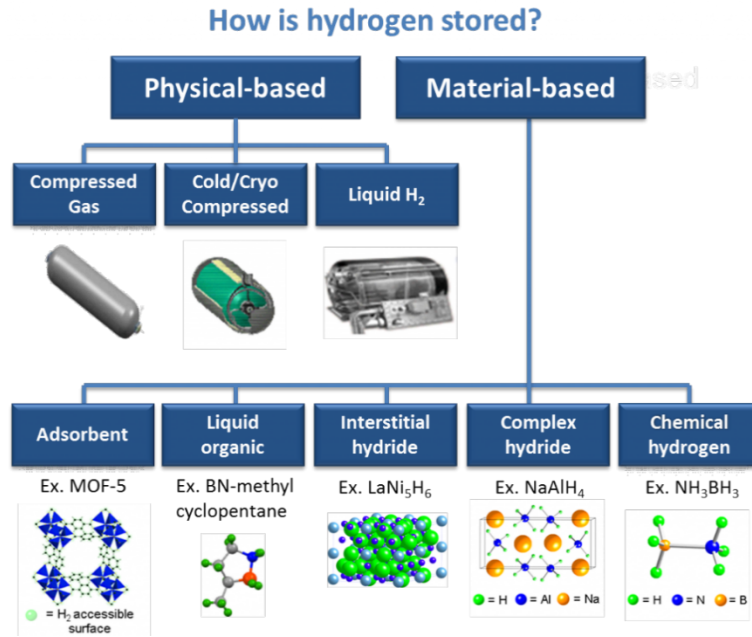 How is hydrogen stored?
Physical-based
Material-based
Compressed
Gas
Cold/Cryo
Compressed
Liquid H₂
Adsorbent
Liquid
organic
Interstitial
hydride
Complex
hydride
Chemical
hydrogen
Ex. MOF-5
Ex. BN-methyl
cyclopentane
Ex. LaNi₅H₆
Ex. NaAlH₄
Ex. NH₃BH₃
= H₂ accessible
surface
= H = Al = Na
= H = N = B